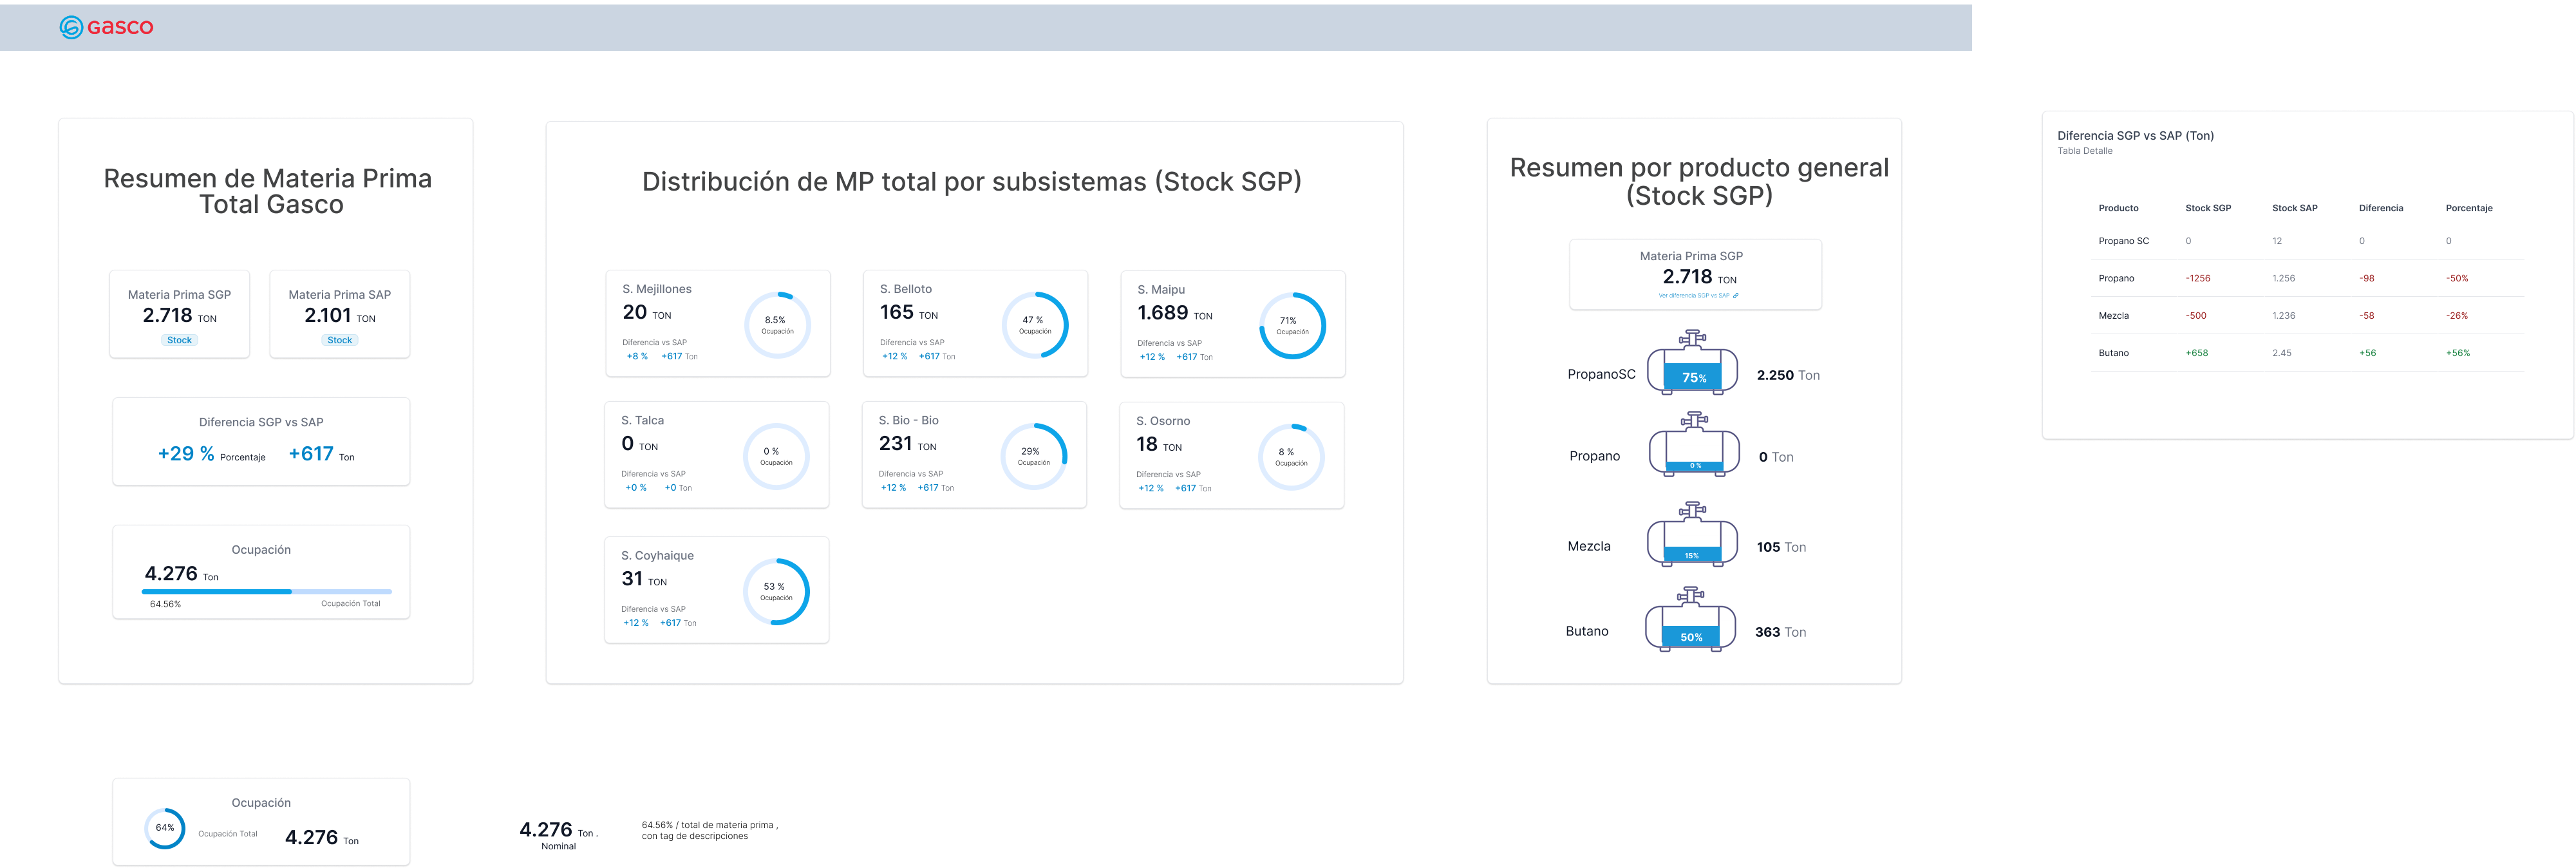 Gasco
Resumen de Materia Prima
Total Gasco
Materia Prima SGP
2.718 TON
Stock
Materia Prima SAP
2.101 TON
Stock
Diferencia SGP vs SAP
+29 % Porcentaje +617 Ton
Ocupación
4.276 Ton
64.56% Ocupación Total
Distribución de MP total por subsistemas (Stock SGP)
S. Mejillones
20 TON
Diferencia vs SAP
+8 % +617 Ton
8.5%
Ocupación
S. Belloto
165 TON
Diferencia vs SAP
+12 % +617 Ton
47 %
Ocupación
S. Maipu
1.689 TON
Diferencia vs SAP
+12 % +617 Ton
71%
Ocupación
S. Talca
0 TON
Diferencia vs SAP
+0 % +0 Ton
0 %
Ocupación
S. Bio - Bio
231 TON
Diferencia vs SAP
+12 % +617 Ton
29%
Ocupación
S. Osorno
18 TON
Diferencia vs SAP
+12 % +617 Ton
8 %
Ocupación
S. Coyhaique
31 TON
Diferencia vs SAP
+12 % +617 Ton
53 %
Ocupación
Resumen por producto general
(Stock SGP)
Materia Prima SGP
2.718 TON
Ver diferencia SGP vs SAP
PropanoSC 75% 2.250 Ton
Propano 0 % 0 Ton
Mezcla 15% 105 Ton
Butano 50% 363 Ton
Diferencia SGP vs SAP (Ton)
Tabla Detalle
Producto Stock SGP Stock SAP Diferencia Porcentaje
Propano SC 0 12 0 0
Propano -1256 1.256 -98 -50%
Mezcla -500 1.236 -58 -26%
Butano +658 2.45 +56 +56%
Ocupación
64% Ocupación Total 4.276 Ton
4.276 Ton .
Nominal
64.56% / total de materia prima ,
con tag de descripciones